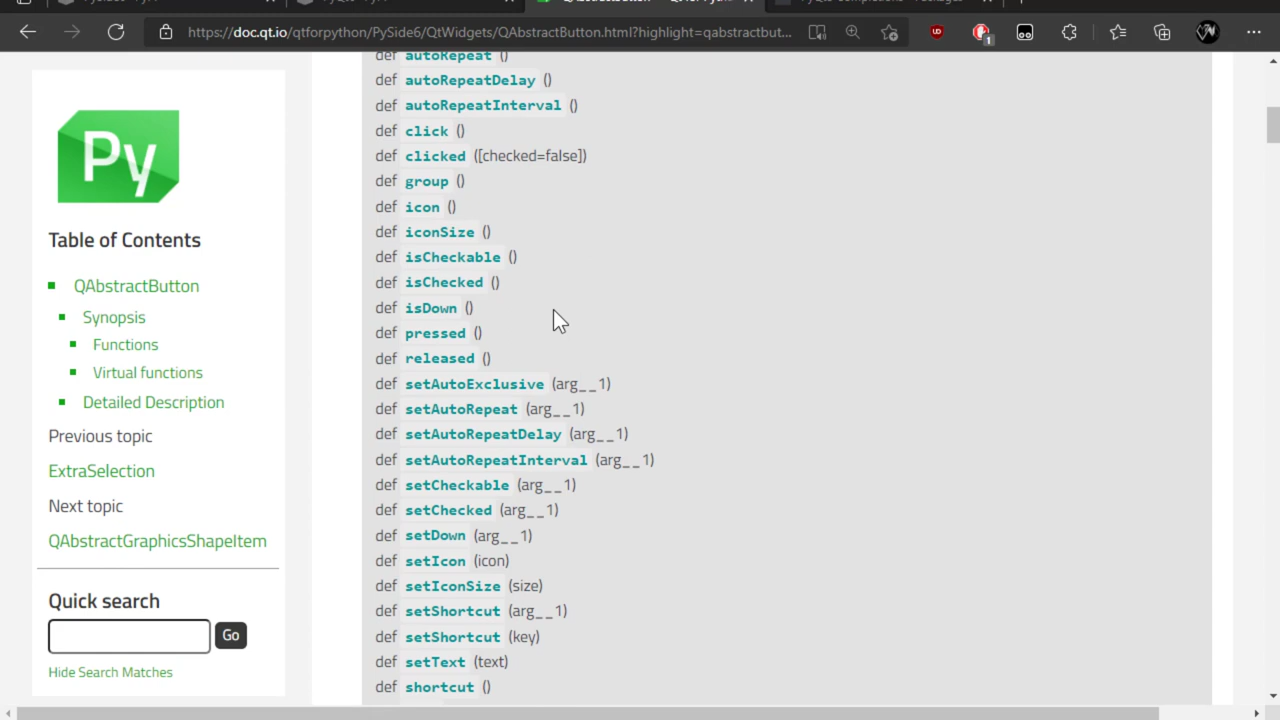 https://doc.qt.io/qtforpython/PySide6/QtWidgets/QAbstractButton.html?highlight=qabstractbut...
UD
1
Py
Table of Contents
QAbstractButton
Synopsis
Functions
Virtual functions
Detailed Description
Previous topic
ExtraSelection
Next topic
QAbstractGraphicsShapeItem
Quick search
Go
Hide Search Matches
def autoRepeat ()
def autoRepeatDelay ()
def autoRepeatInterval ()
def click ()
def clicked ([checked=false])
def group ()
def icon ()
def iconSize ()
def isCheckable ()
def isChecked ()
def isDown ()
def pressed ()
def released ()
def setAutoExclusive (arg__1)
def setAutoRepeat (arg__1)
def setAutoRepeatDelay (arg__1)
def setAutoRepeatInterval (arg__1)
def setCheckable (arg__1)
def setChecked (arg__1)
def setDown (arg__1)
def setIcon (icon)
def setIconSize (size)
def setShortcut (arg__1)
def setShortcut (key)
def setText (text)
def shortcut ()